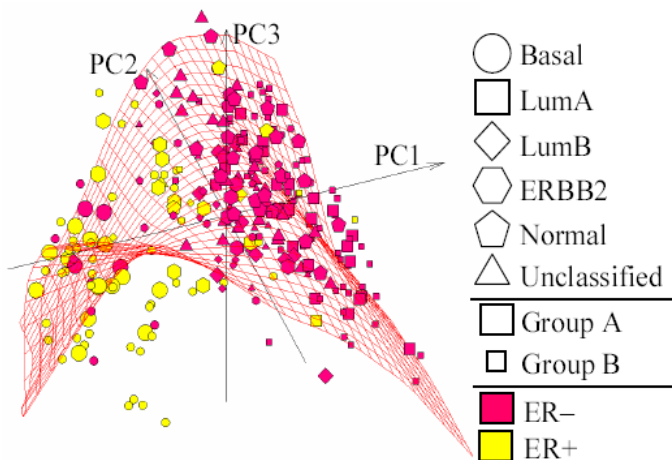 PC3
PC2
PC1
Basal
LumA
LumB
ERBB2
Normal
Unclassified
Group A
Group B
ER−
ER+